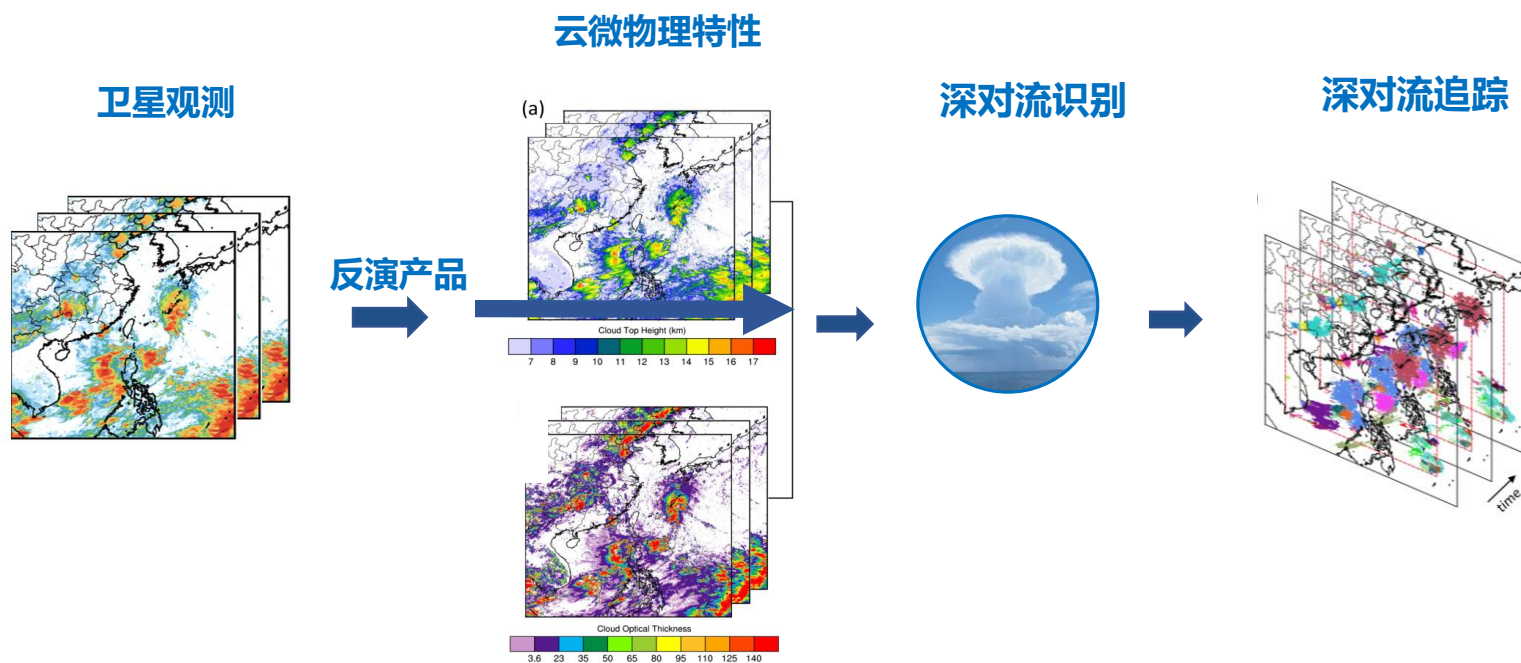 云微物理特性
卫星观测
深对流识别
深对流追踪
(a)
反演产品
Cloud Top Height (km)
7 8 9 10 11 12 13 14 15 16 17
time
Cloud Optical Thickness
3.6 23 35 50 65 80 95 110 125 140